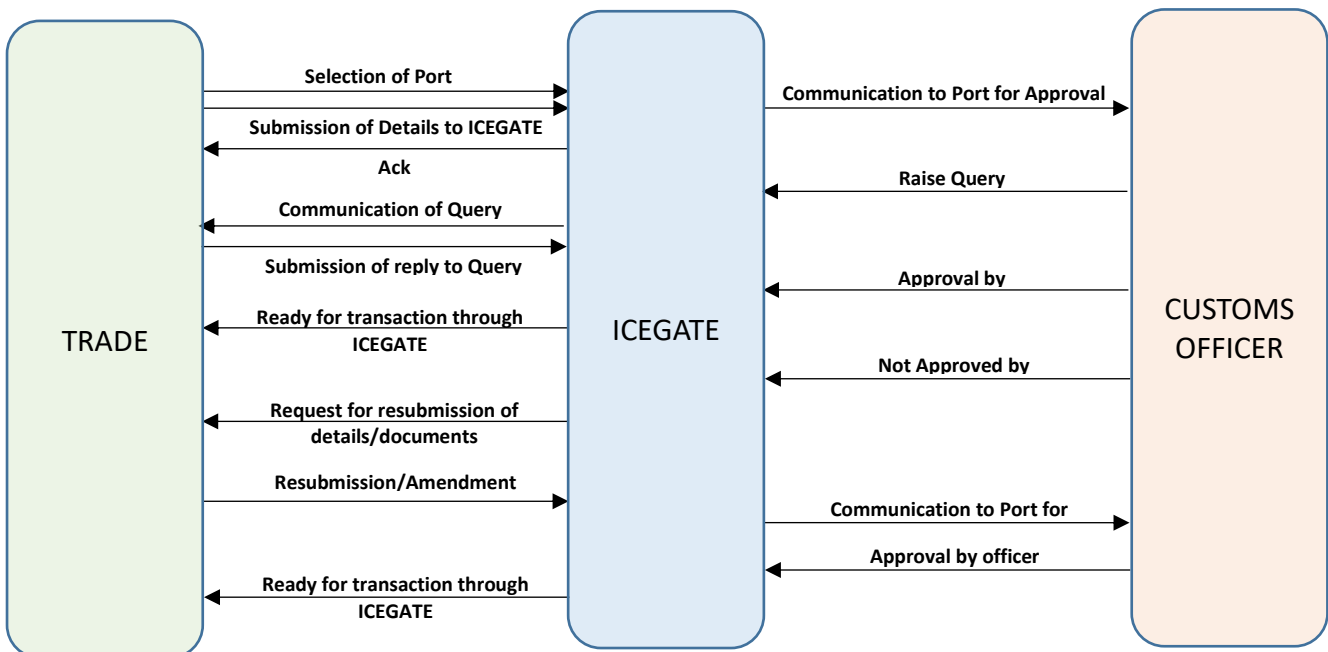 Selection of Port
Submission of Details to ICEGATE
Ack
Communication of Query
Submission of reply to Query
Ready for transaction through
ICEGATE
Request for resubmission of
details/documents
Resubmission/Amendment
Ready for transaction through
ICEGATE
TRADE
ICEGATE
Communication to Port for Approval
Raise Query
Approval by
Not Approved by
Communication to Port for
Approval by officer
CUSTOMS
OFFICER